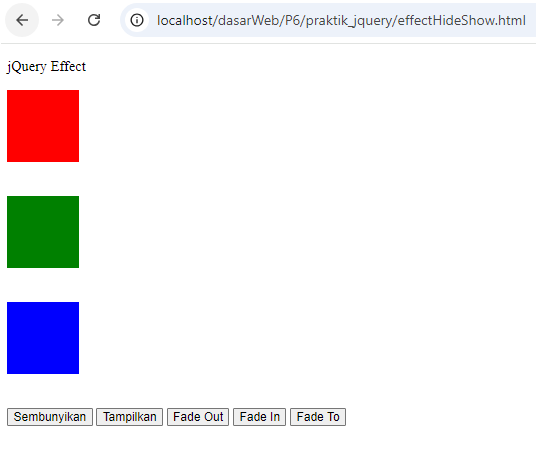 localhost/dasarWeb/P6/praktik_jquery/effectHideShow.html
jQuery Effect
Sembunyikan Tampilkan Fade Out Fade In Fade To